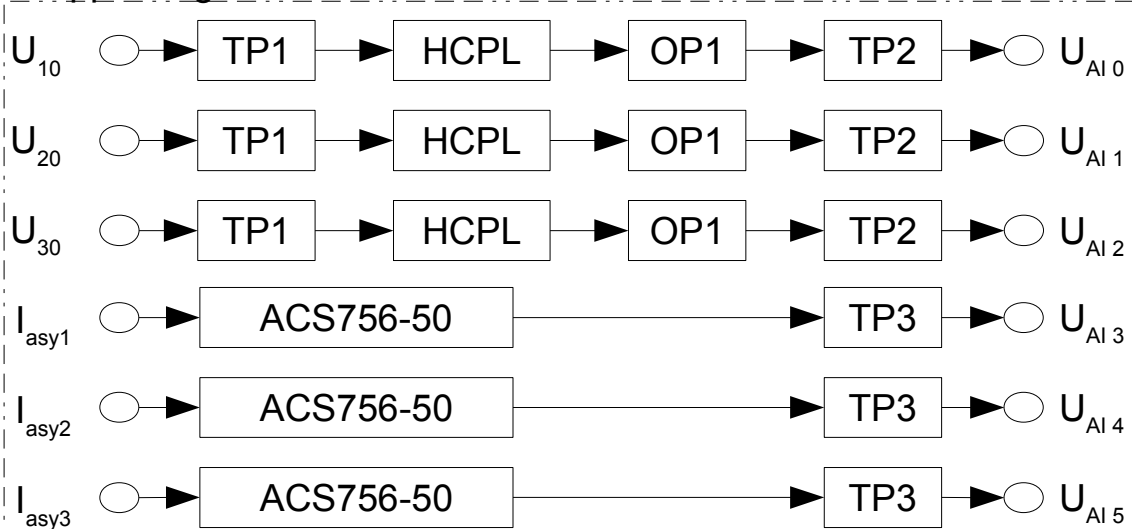 U10 TP1 HCPL OP1 TP2 UAI 0
U20 TP1 HCPL OP1 TP2 UAI 1
U30 TP1 HCPL OP1 TP2 UAI 2
Iasy1 ACS756-50 TP3 UAI 3
Iasy2 ACS756-50 TP3 UAI 4
Iasy3 ACS756-50 TP3 UAI 5